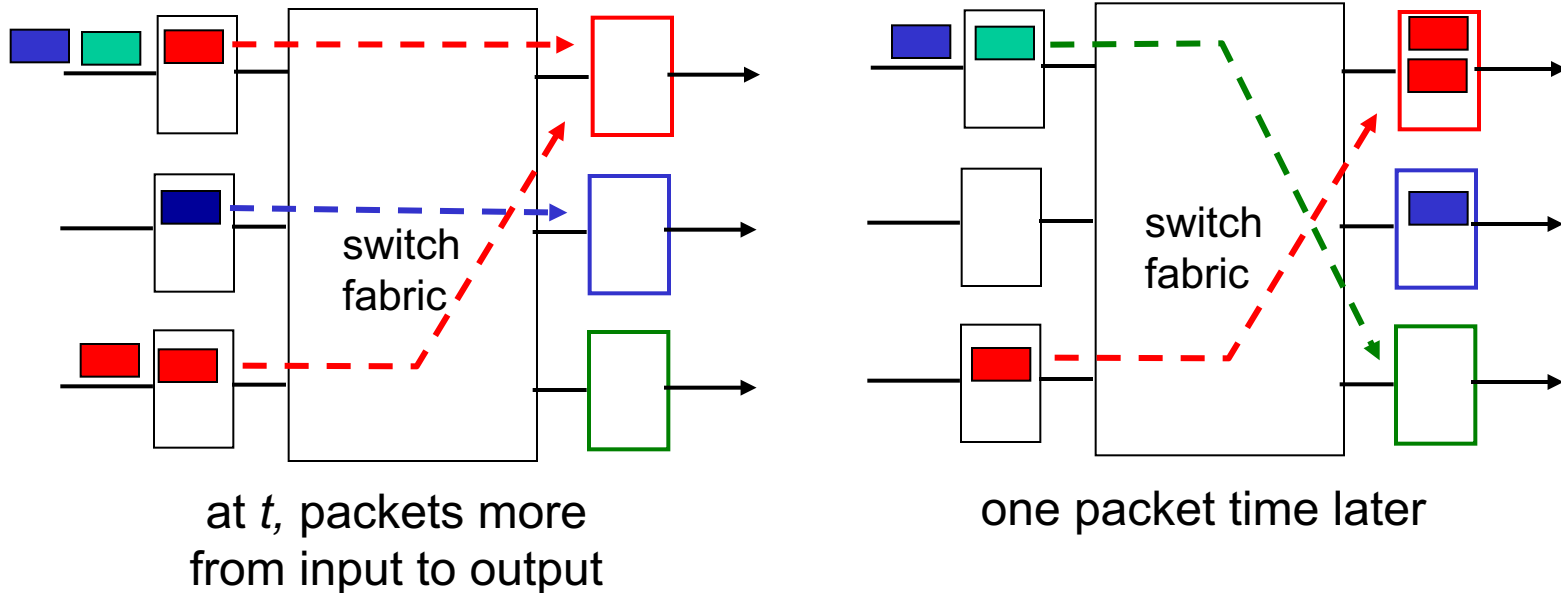 switch
fabric
at t, packets more
from input to output
switch
fabric
one packet time later